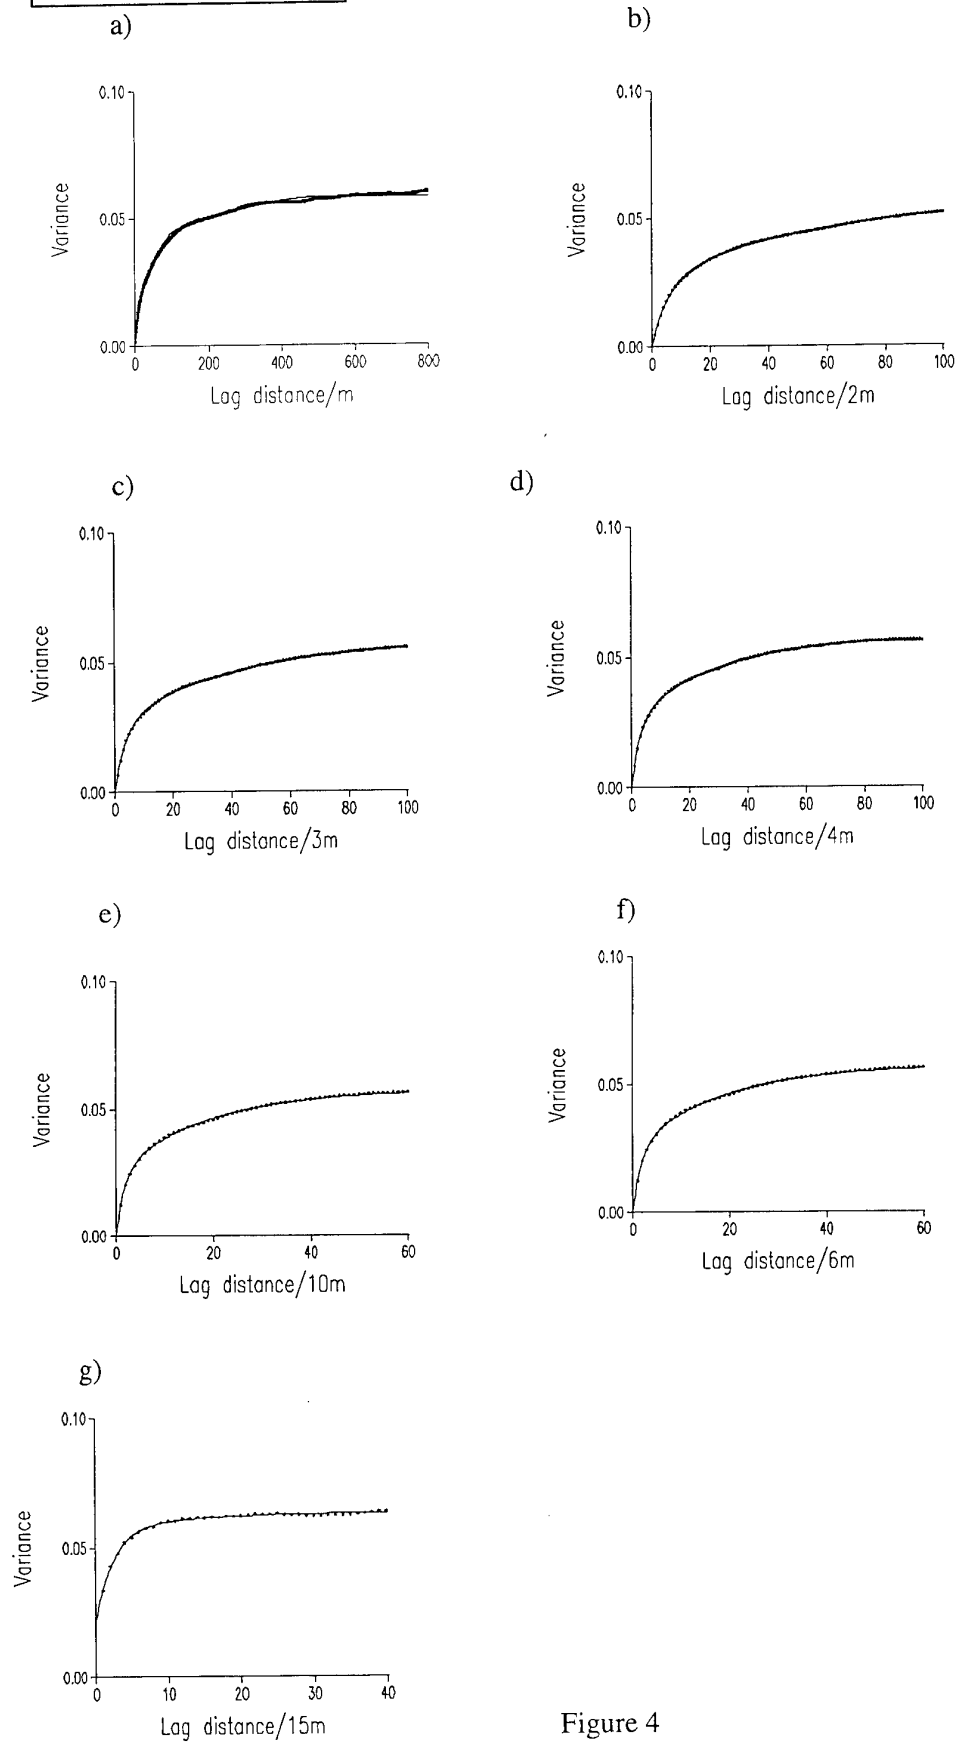 a)
0.10
0.05
0.00
Variance
0 200 400 600 800
Lag distance/m
b)
0.10
0.05
0.00
Variance
0 20 40 60 80 100
Lag distance/2m
c)
0.10
0.05
0.00
Variance
0 20 40 60 80 100
Lag distance/3m
d)
0.10
0.05
0.00
Variance
0 20 40 60 80 100
Lag distance/4m
e)
0.10
0.05
0.00
Variance
0 20 40 60
Lag distance/10m
f)
0.10
0.05
0.00
Variance
0 20 40 60
Lag distance/6m
g)
0.10
0.05
0.00
Variance
0 10 20 30 40
Lag distance/15m
Figure 4